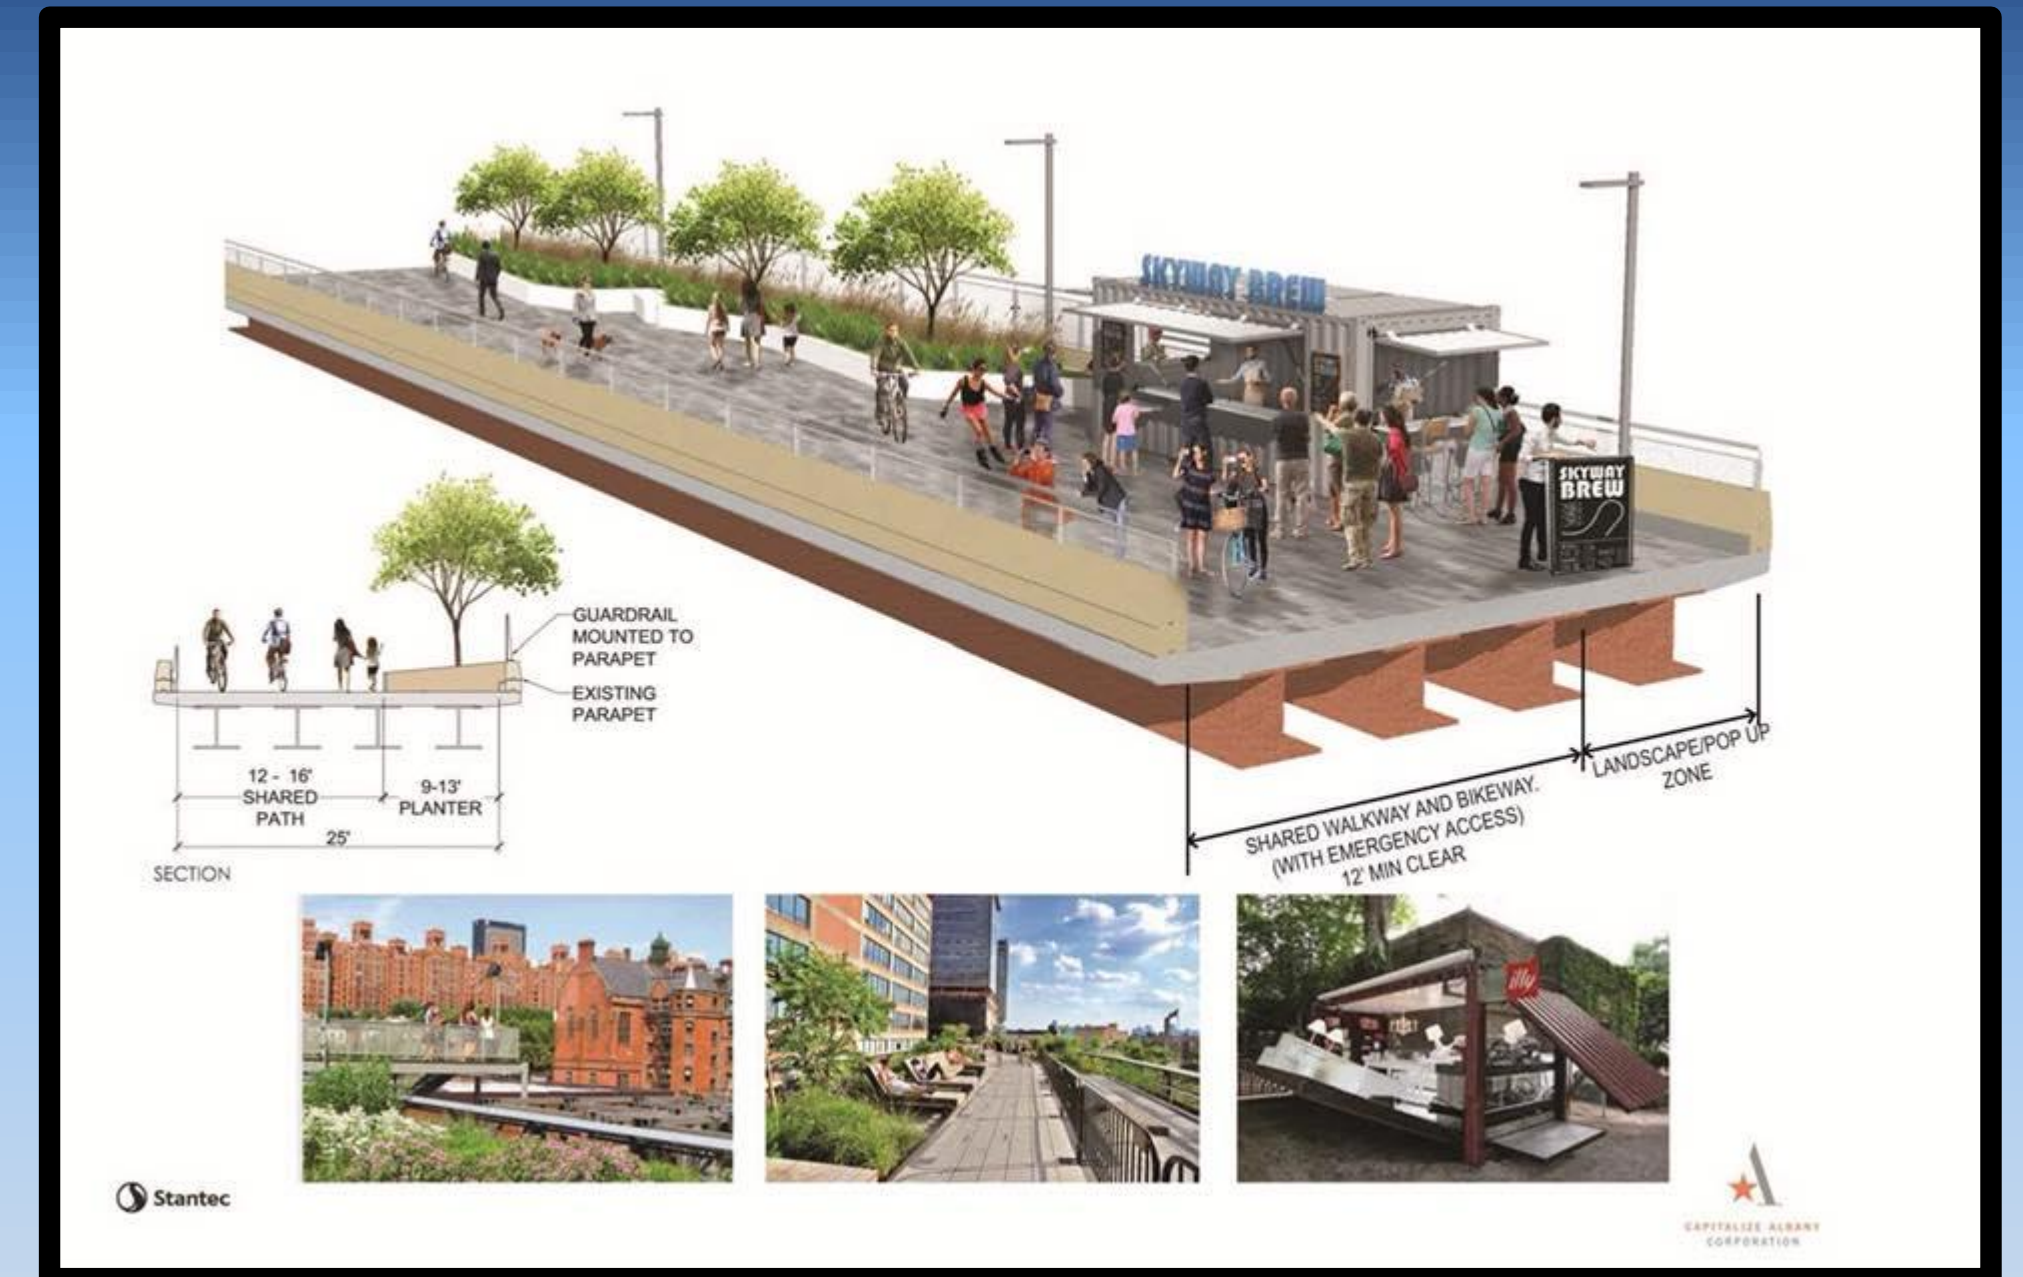 SKYWAY BREW
SKYWAY
BREW
GUARDRAIL
MOUNTED TO
PARAPET
EXISTING
PARAPET
12 - 16'
SHARED
PATH
9-13'
PLANTER
25'
SECTION
LANDSCAPE/POP UP
ZONE
SHARED WALKWAY AND BIKEWAY.
(WITH EMERGENCY ACCESS)
12' MIN CLEAR
illy
Stantec
CAPITALIZE ALBANY
CORPORATION